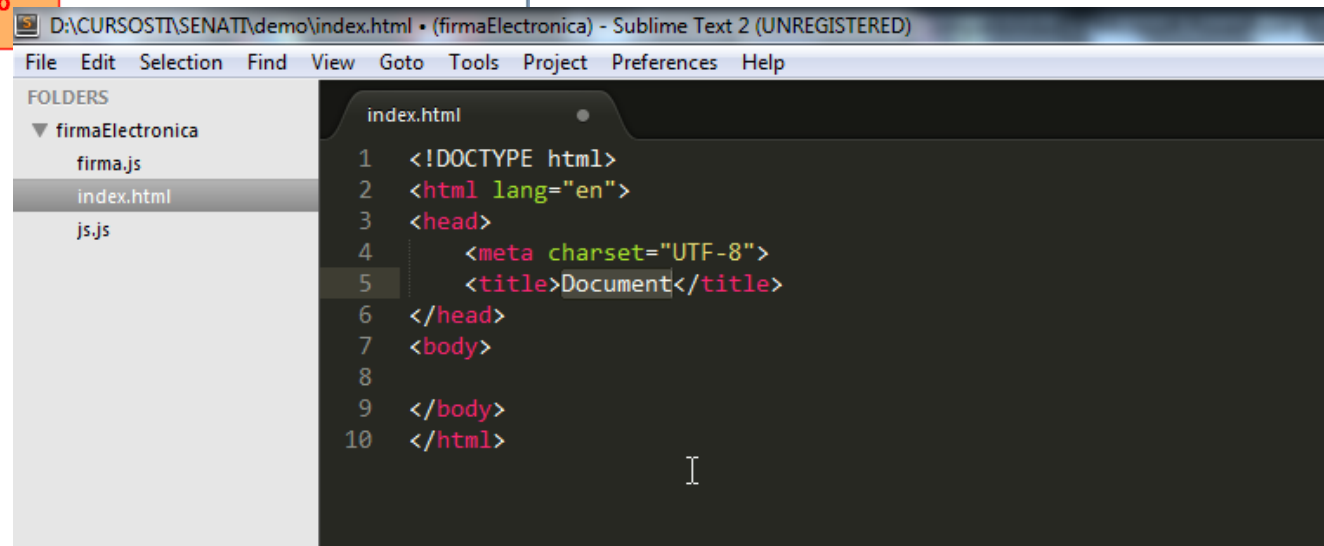 D:\CURSOSTI\SENATI\demo\index.html • (firmaElectronica) - Sublime Text 2 (UNREGISTERED)
File Edit Selection Find View Goto Tools Project Preferences Help
FOLDERS
firmaElectronica
firma.js
index.html
js.js
index.html
1 <!DOCTYPE html>
2 <html lang="en">
3 <head>
4 <meta charset="UTF-8">
5 <title>Document</title>
6 </head>
7 <body>
8
9 </body>
10 </html>